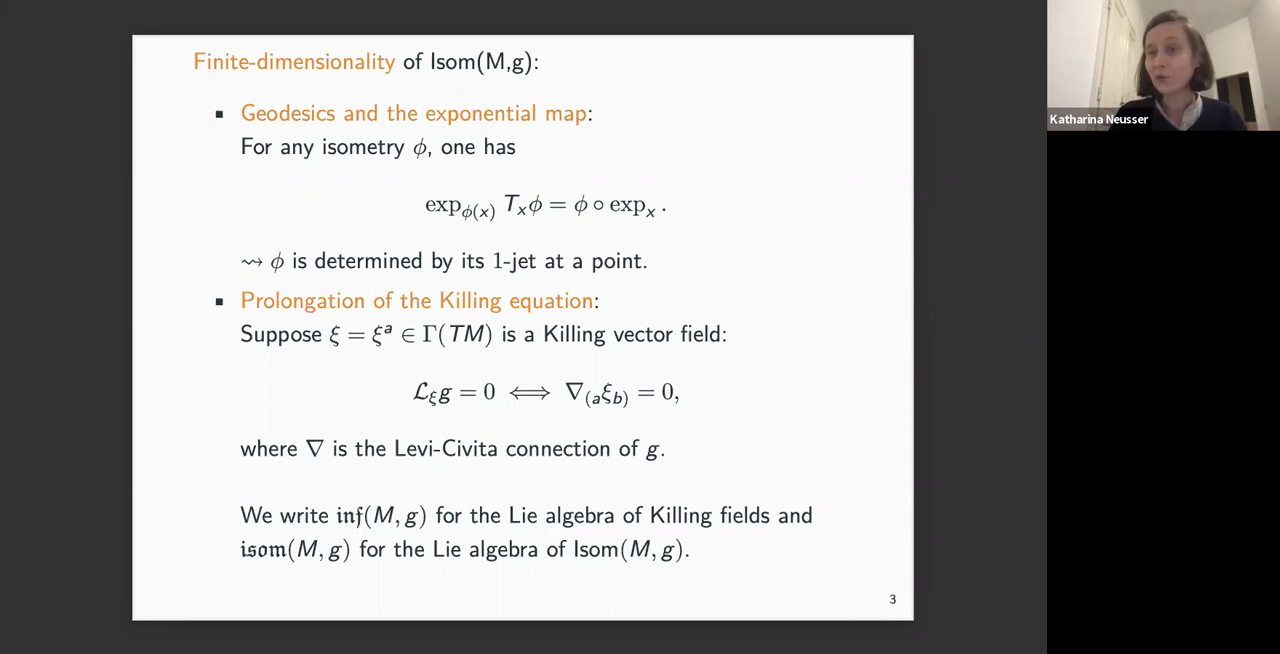 Finite-dimensionality of Isom(M,g):
▪ Geodesics and the exponential map:
For any isometry ϕ, one has
exp_{ϕ(x)} T_xϕ = ϕ ∘ exp_x .
⇝ ϕ is determined by its 1-jet at a point.
▪ Prolongation of the Killing equation:
Suppose ξ = ξ^a ∈ Γ(TM) is a Killing vector field:
ℒ_ξ g = 0 ⟺ ∇_{(a}ξ_{b)} = 0,
where ∇ is the Levi-Civita connection of g.
We write 𝔦𝔫𝔣(M, g) for the Lie algebra of Killing fields and
𝔦𝔰𝔬𝔪(M, g) for the Lie algebra of Isom(M, g).
3
Katharina Neusser